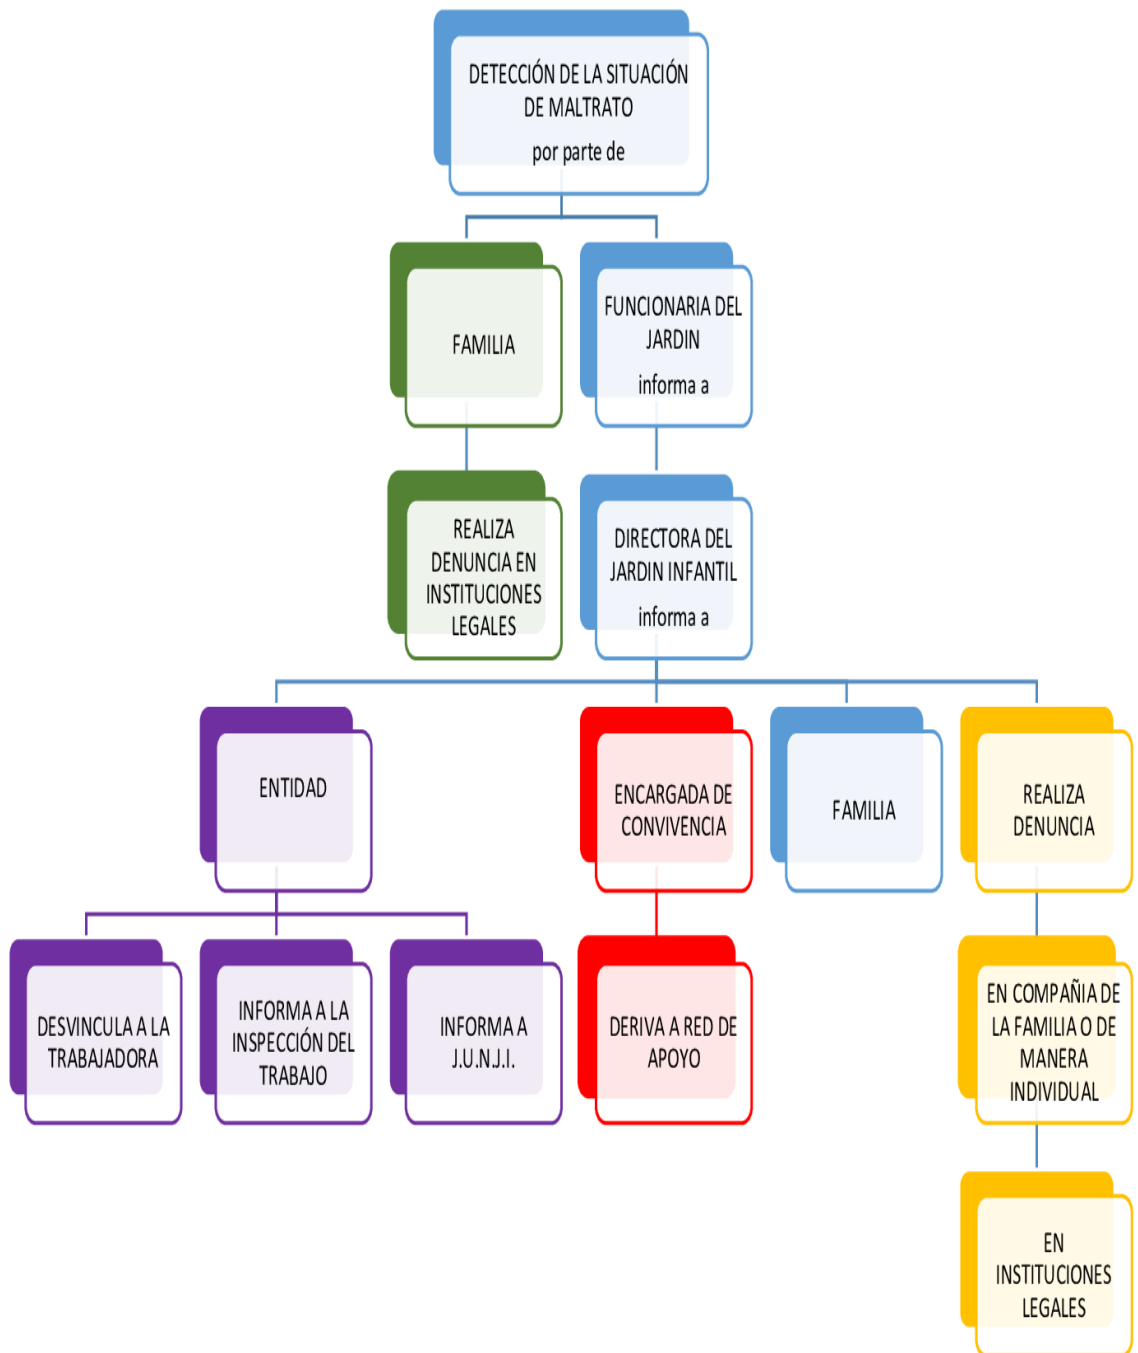 DETECCIÓN DE LA SITUACIÓN
DE MALTRATO
por parte de
FAMILIA
FUNCIONARIA DEL
JARDIN
informa a
REALIZA
DENUNCIA EN
INSTITUCIONES
LEGALES
DIRECTORA DEL
JARDIN INFANTIL
informa a
ENTIDAD
ENCARGADA DE
CONVIVENCIA
FAMILIA
REALIZA
DENUNCIA
DESVINCULA A LA
TRABAJADORA
INFORMA A LA
INSPECCIÓN DEL
TRABAJO
INFORMA A
J.U.N.J.I.
DERIVA A RED DE
APOYO
EN COMPAÑIA DE
LA FAMILIA O DE
MANERA
INDIVIDUAL
EN
INSTITUCIONES
LEGALES